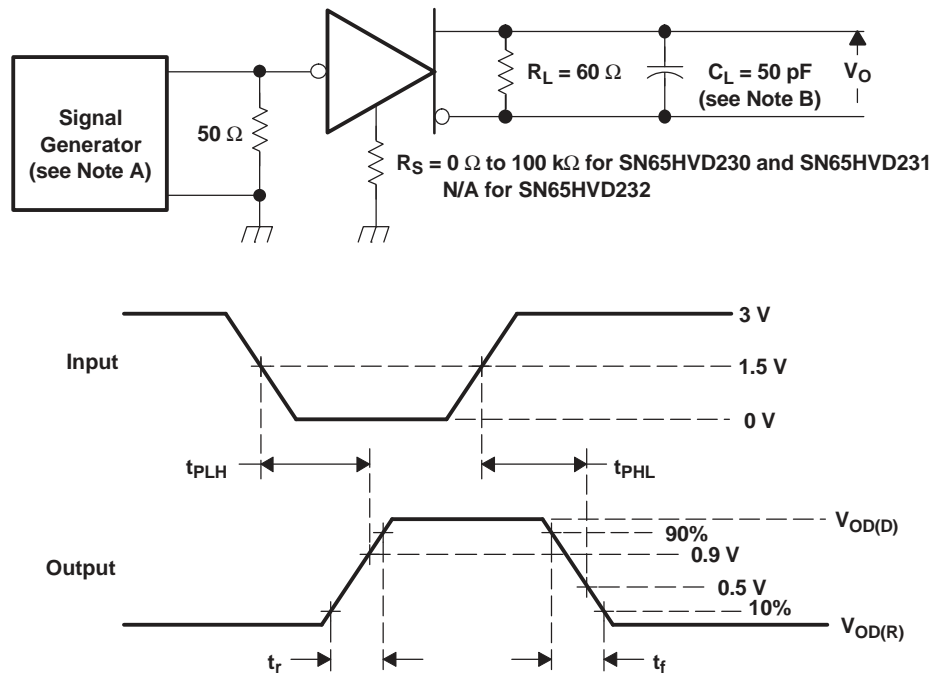 Signal
Generator
(see Note A)
50 Ω
R_L = 60 Ω
C_L = 50 pF
(see Note B)
V_O
R_S = 0 Ω to 100 kΩ for SN65HVD230 and SN65HVD231
N/A for SN65HVD232
Input
3 V
1.5 V
0 V
t_PLH
t_PHL
Output
V_OD(D)
90%
0.9 V
0.5 V
10%
V_OD(R)
t_r
t_f